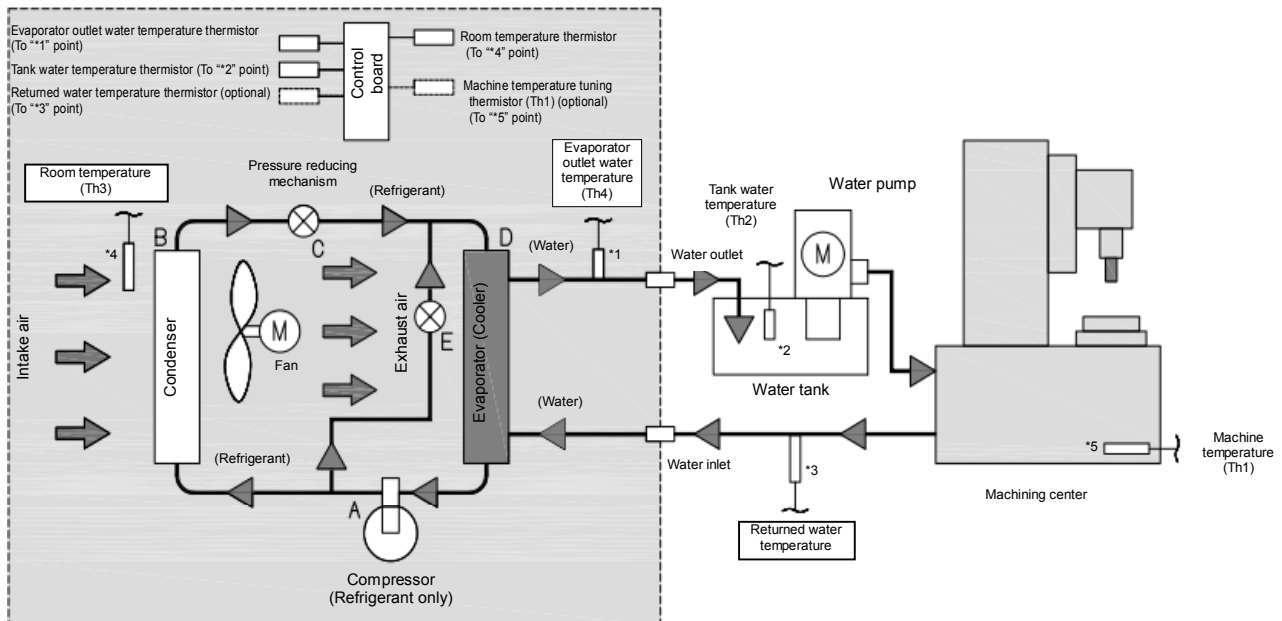 Evaporator outlet water temperature thermistor
(To "*1" point)
Tank water temperature thermistor (To "*2" point)
Returned water temperature thermistor (optional)
(To "*3" point)
Control
board
Room temperature thermistor
(To "*4" point)
Machine temperature tuning
thermistor (Th1) (optional)
To "*5" point)
Room temperature
(Th3)
Pressure reducing
mechanism
(Refrigerant)
Evaporator
outlet water
temperature
(Th4)
Tank water
temperature
(Th2)
Water pump
*4
B
C
D
(Water)
*1
Water outlet
M
Intake air
Condenser
M
Fan
Exhaust air
E
Evaporator (Cooler)
*2
Water tank
(Water)
Water inlet
*3
*5
Machine
temperature
(Th1)
(Refrigerant)
A
Machining center
Returned water
temperature
Compressor
(Refrigerant only)